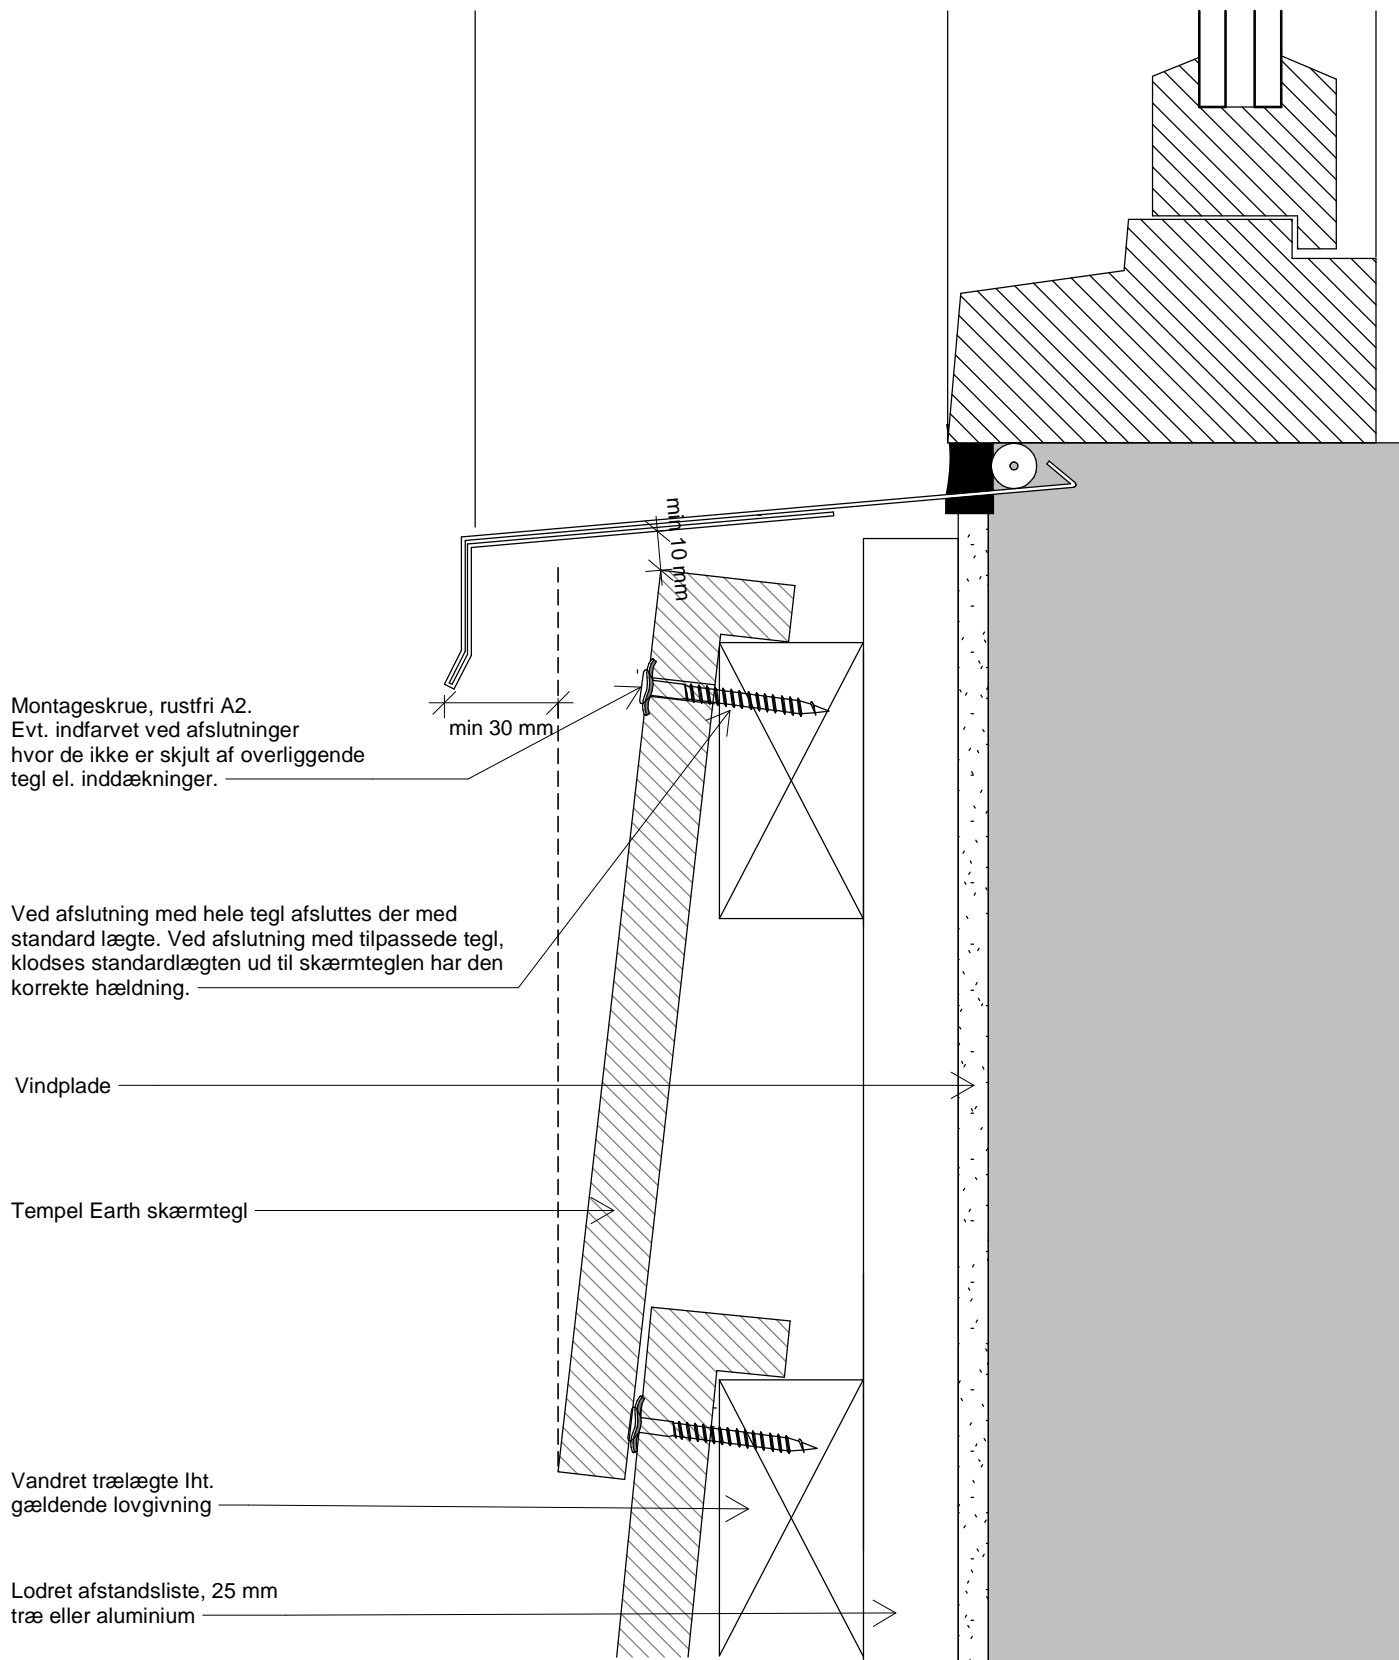 min 10 mm
Montageskrue, rustfri A2.
Evt. indfarvet ved afslutninger
hvor de ikke er skjult af overliggende
tegl el. inddækninger.
min 30 mm
Ved afslutning med hele tegl afsluttes der med
standard lægte. Ved afslutning med tilpassede tegl,
klodses standardlægten ud til skærmteglen har den
korrekte hældning.
Vindplade
Tempel Earth skærmtegl
Vandret trælægte Iht.
gældende lovgivning
Lodret afstandsliste, 25 mm
træ eller aluminium